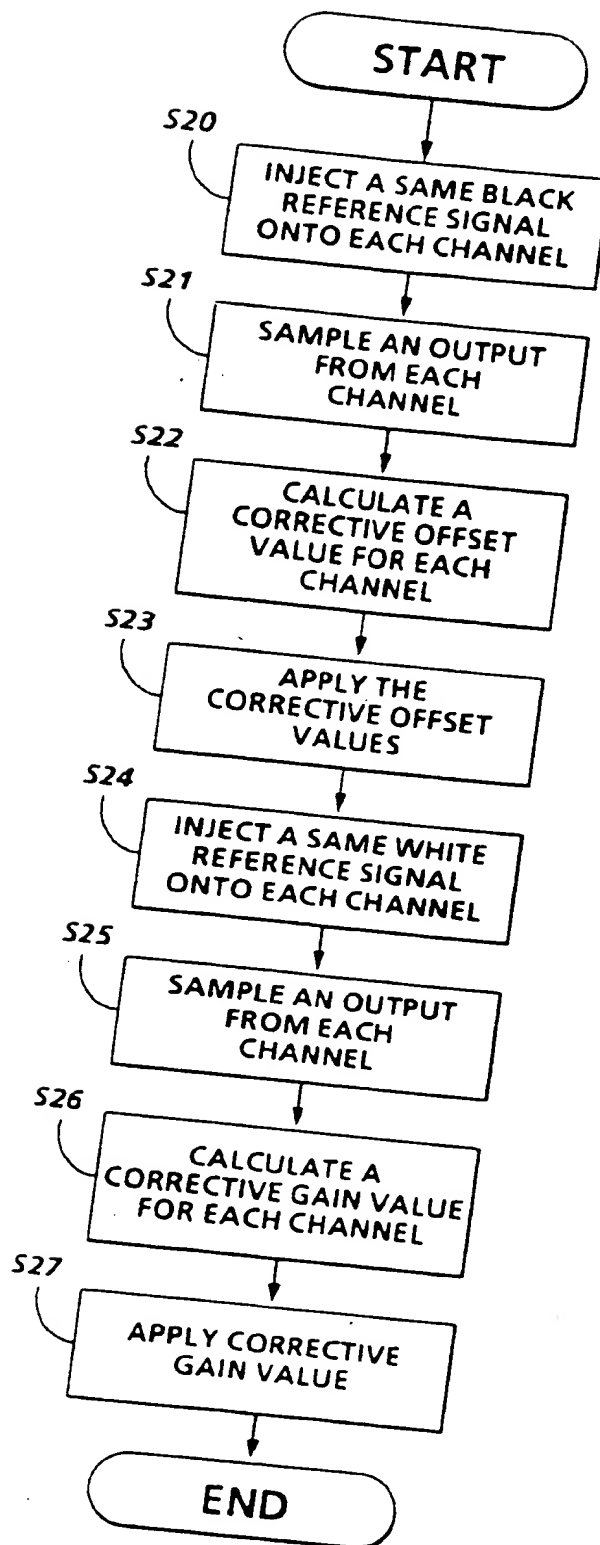 START
S20
INJECT A SAME BLACK
REFERENCE SIGNAL
ONTO EACH CHANNEL
S21
SAMPLE AN OUTPUT
FROM EACH
CHANNEL
S22
CALCULATE A
CORRECTIVE OFFSET
VALUE FOR EACH
CHANNEL
S23
APPLY THE
CORRECTIVE OFFSET
VALUES
S24
INJECT A SAME WHITE
REFERENCE SIGNAL
ONTO EACH CHANNEL
S25
SAMPLE AN OUTPUT
FROM EACH
CHANNEL
S26
CALCULATE A
CORRECTIVE GAIN VALUE
FOR EACH CHANNEL
S27
APPLY CORRECTIVE
GAIN VALUE
END